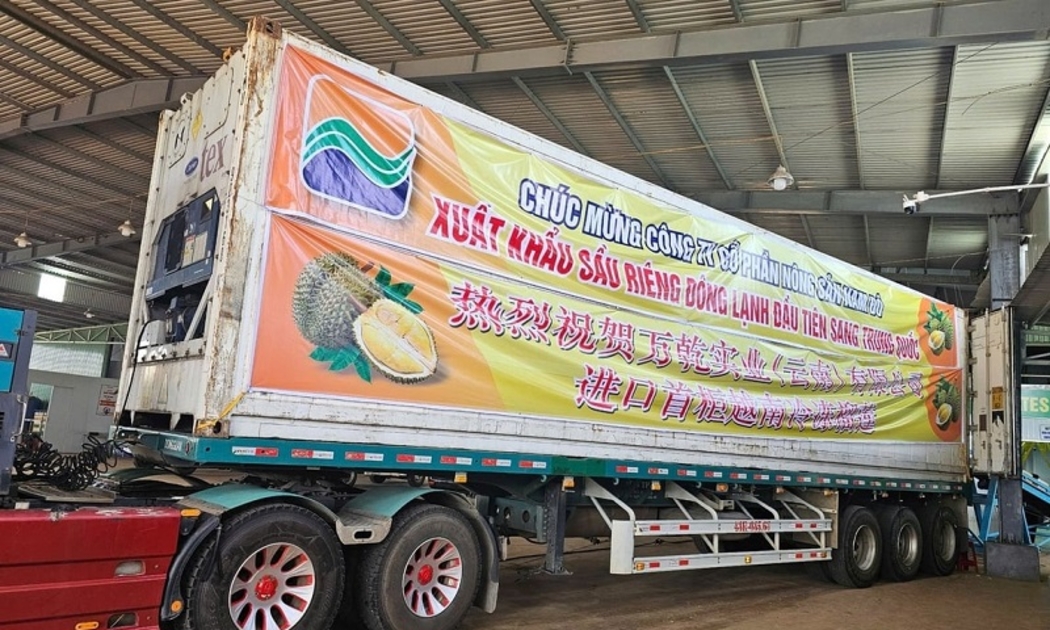 CHÚC MỪNG CÔNG TY CỔ PHẦN NÔNG SẢN NAM ĐÔ
XUẤT KHẨU SẦU RIÊNG ĐÔNG LẠNH ĐẦU TIÊN SANG TRUNG QUỐC
热烈祝贺万乾实业（云南）有限公司
进口首柜越南冷冻榴莲
tex